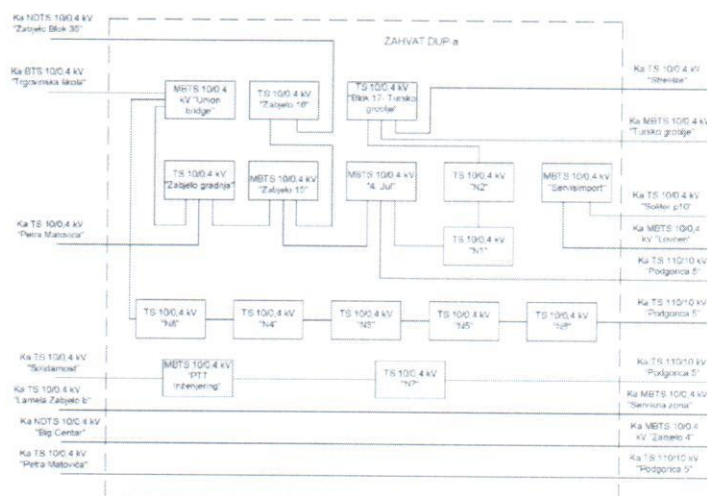 Ka NDTS 10/0,4 kV
"Zabjelo Blok 35"
ZAHVAT DUP-a
Ka BTS 10/0,4 kV
"Trgovinska škola"
MBTS 10/0,4
kV "Union
bridge"
TS 10/0,4 kV
"Zabjelo 16"
TS 10/0,4 kV
"Blok 17- Tursko
groblje"
Ka TS 10/0,4 kV
"Strelište"
Ka MBTS 10/0,4 kV
"Tursko groblje"
TS 10/0,4 kV
"Zabjelo gradnja"
MBTS 10/0,4 kV
"Zabjelo 15"
MBTS 10/0,4 kV
"4. Jul"
TS 10/0,4 kV
"N2"
MBTS 10/0,4 kV
"Servisimport"
Ka TS 10/0,4 kV
"Soliter p10"
Ka TS 10/0,4 kV
"Petra Matovića"
TS 10/0,4 kV
"N1"
Ka MBTS 10/0,4
kV "Lovćen"
Ka TS 110/10 kV
"Podgorica 5"
TS 10/0,4 kV
TS 10/0,4 kV
"N4"
TS 10/0,4 kV
"N3"
TS 10/0,4 kV
"N5"
TS 10/0,4 kV
Ka TS 110/10 kV
"Podgorica 5"
Ka TS 10/0,4 kV
"Solidarnost"
MBTS 10/0,4 kV
"PTT
Inženjering"
TS 10/0,4 kV
"N7"
Ka TS 110/10 kV
"Podgorica 5"
Ka TS 10/0,4 kV
"Lamela Zabjelo b"
Ka MBTS 10/0,4 kV
"Servisna zona"
Ka NDTS 10/0,4 kV
"Big Centar"
Ka MBTS 10/0,4
kV "Zabjelo 4"
Ka TS 10/0,4 kV
"Petra Matovića"
Ka TS 110/10 kV
"Podgorica 5"